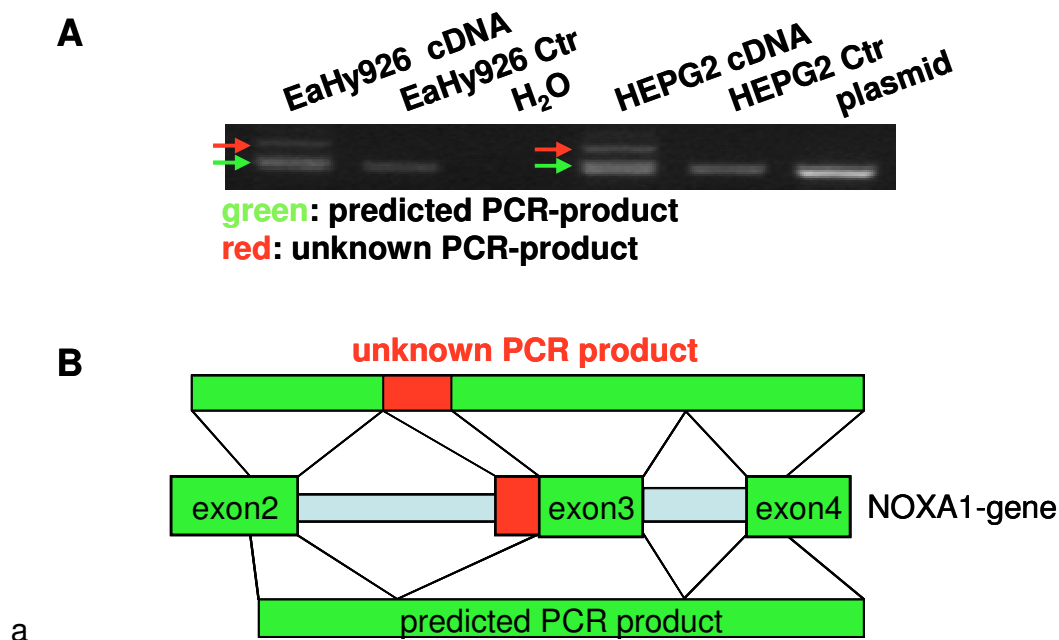 A
EaHy926 cDNA
EaHy926 Ctr
H₂O
HEPG2 cDNA
HEPG2 Ctr
plasmid
green: predicted PCR-product
red: unknown PCR-product
B
unknown PCR product
exon2
exon3
exon4
NOXA1-gene
predicted PCR product
a